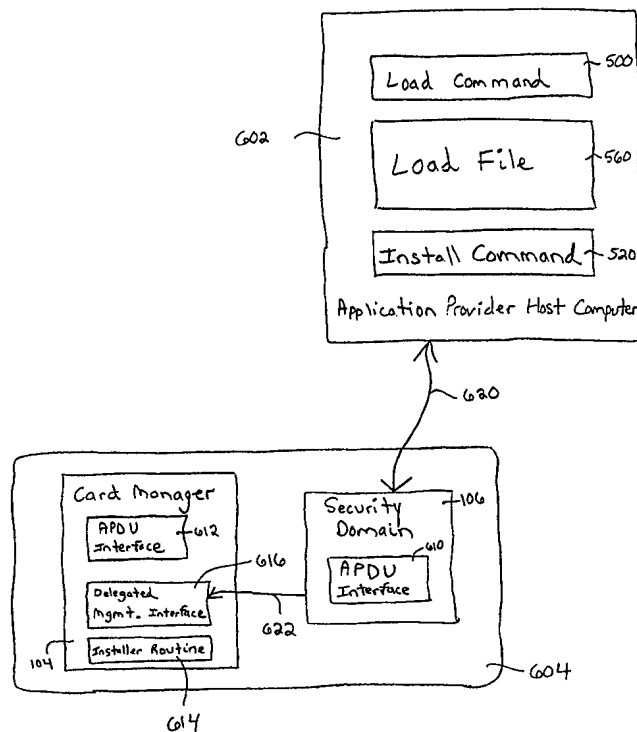 Load Command
500
602
Load File
560
Install Command
520
Application Provider Host Computer
620
Card Manager
APDU
Interface
612
Security
Domain
106
610
APDU
Interface
616
Delegated
Mgmt. Interface
622
104
Installer Routine
614
604